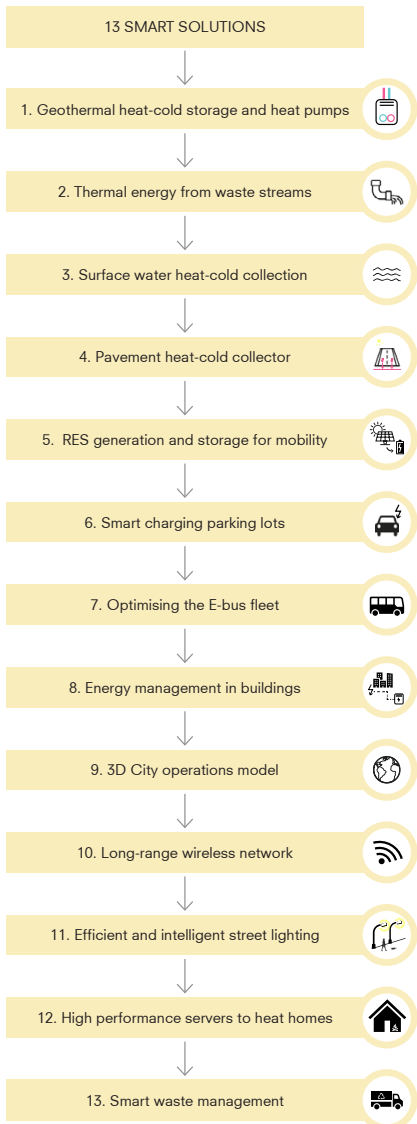 13 SMART SOLUTIONS
1. Geothermal heat-cold storage and heat pumps
2. Thermal energy from waste streams
3. Surface water heat-cold collection
4. Pavement heat-cold collector
5. RES generation and storage for mobility
6. Smart charging parking lots
7. Optimising the E-bus fleet
8. Energy management in buildings
9. 3D City operations model
10. Long-range wireless network
11. Efficient and intelligent street lighting
12. High performance servers to heat homes
13. Smart waste management